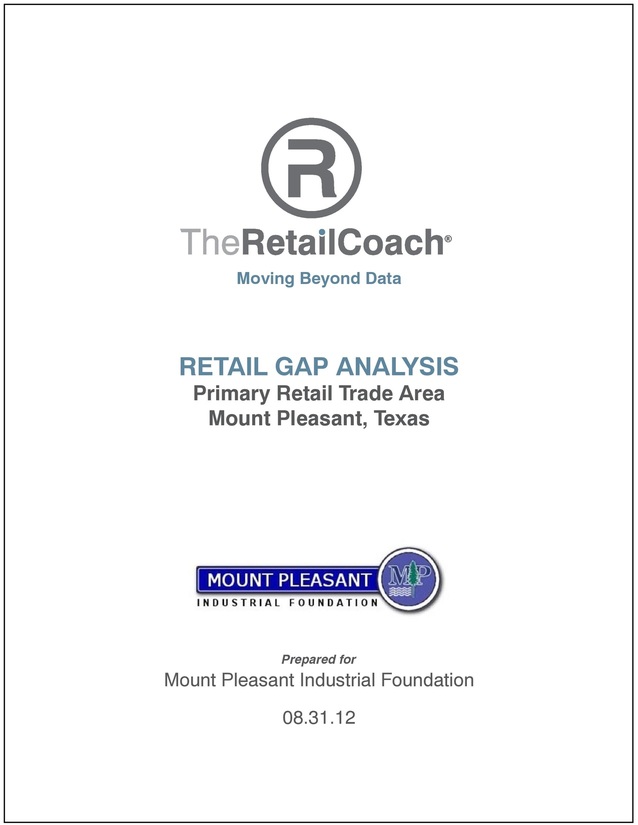 R
TheRetailCoach®
Moving Beyond Data
RETAIL GAP ANALYSIS
Primary Retail Trade Area
Mount Pleasant, Texas
MOUNT PLEASANT
MP
INDUSTRIAL FOUNDATION
Prepared for
Mount Pleasant Industrial Foundation
08.31.12